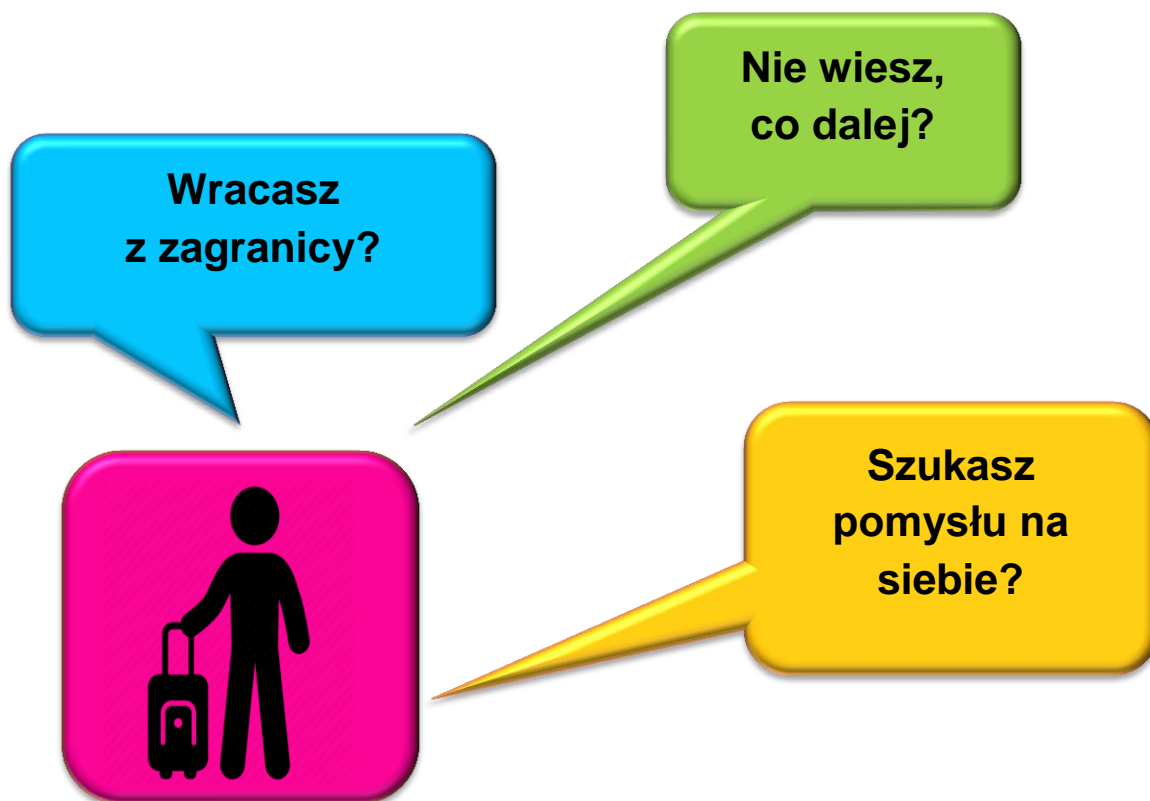 Wracasz
z zagranicy?
Nie wiesz,
co dalej?
Szukasz
pomysłu na
siebie?